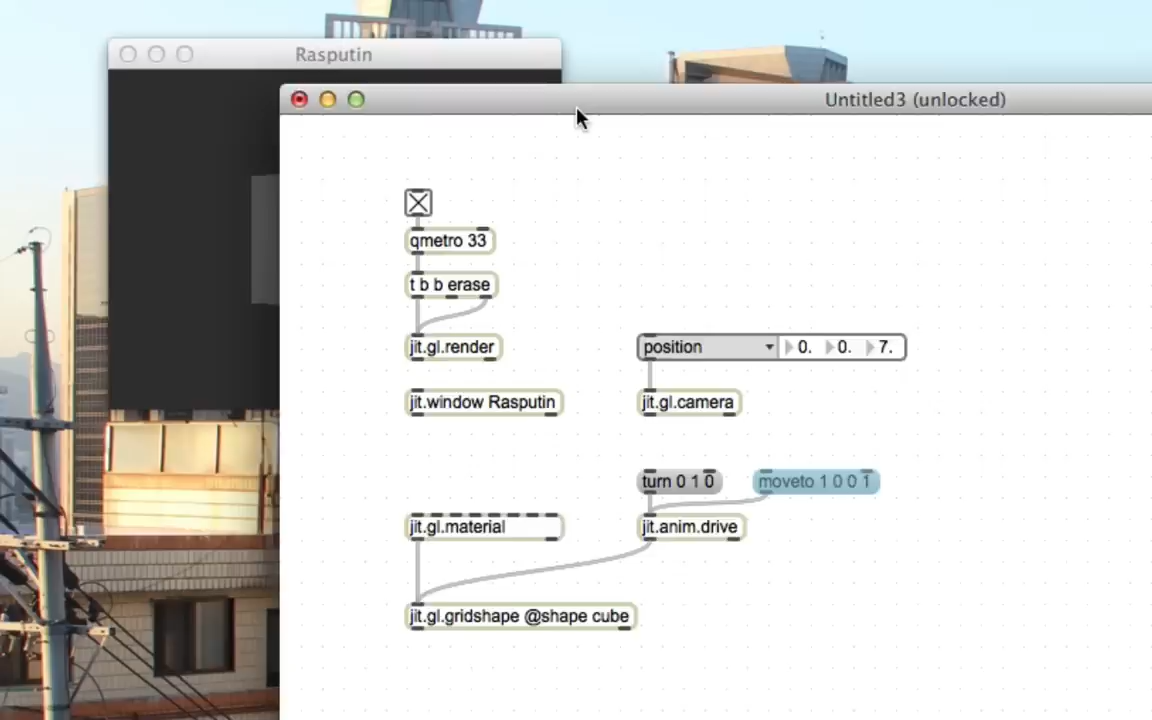 Rasputin
Untitled3 (unlocked)
qmetro 33
t b b erase
jit.gl.render
position 0. 0. 7.
jit.window Rasputin
jit.gl.camera
turn 0 1 0
moveto 1 0 0 1
jit.gl.material
jit.anim.drive
jit.gl.gridshape @shape cube